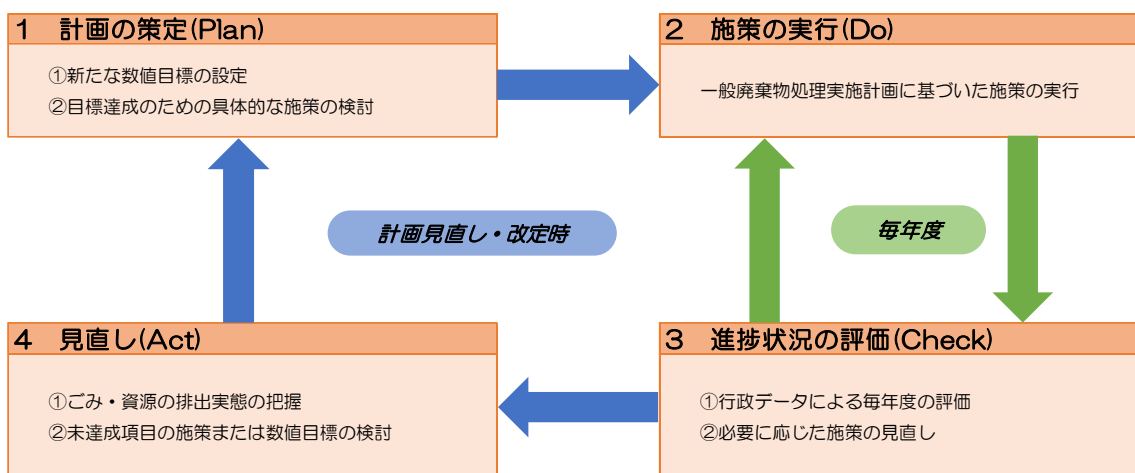 1　計画の策定(Plan)
①新たな数値目標の設定
②目標達成のための具体的な施策の検討
2　施策の実行(Do)
一般廃棄物処理実施計画に基づいた施策の実行
計画見直し・改定時
毎年度
4　見直し(Act)
①ごみ・資源の排出実態の把握
②未達成項目の施策または数値目標の検討
3　進捗状況の評価(Check)
①行政データによる毎年度の評価
②必要に応じた施策の見直し